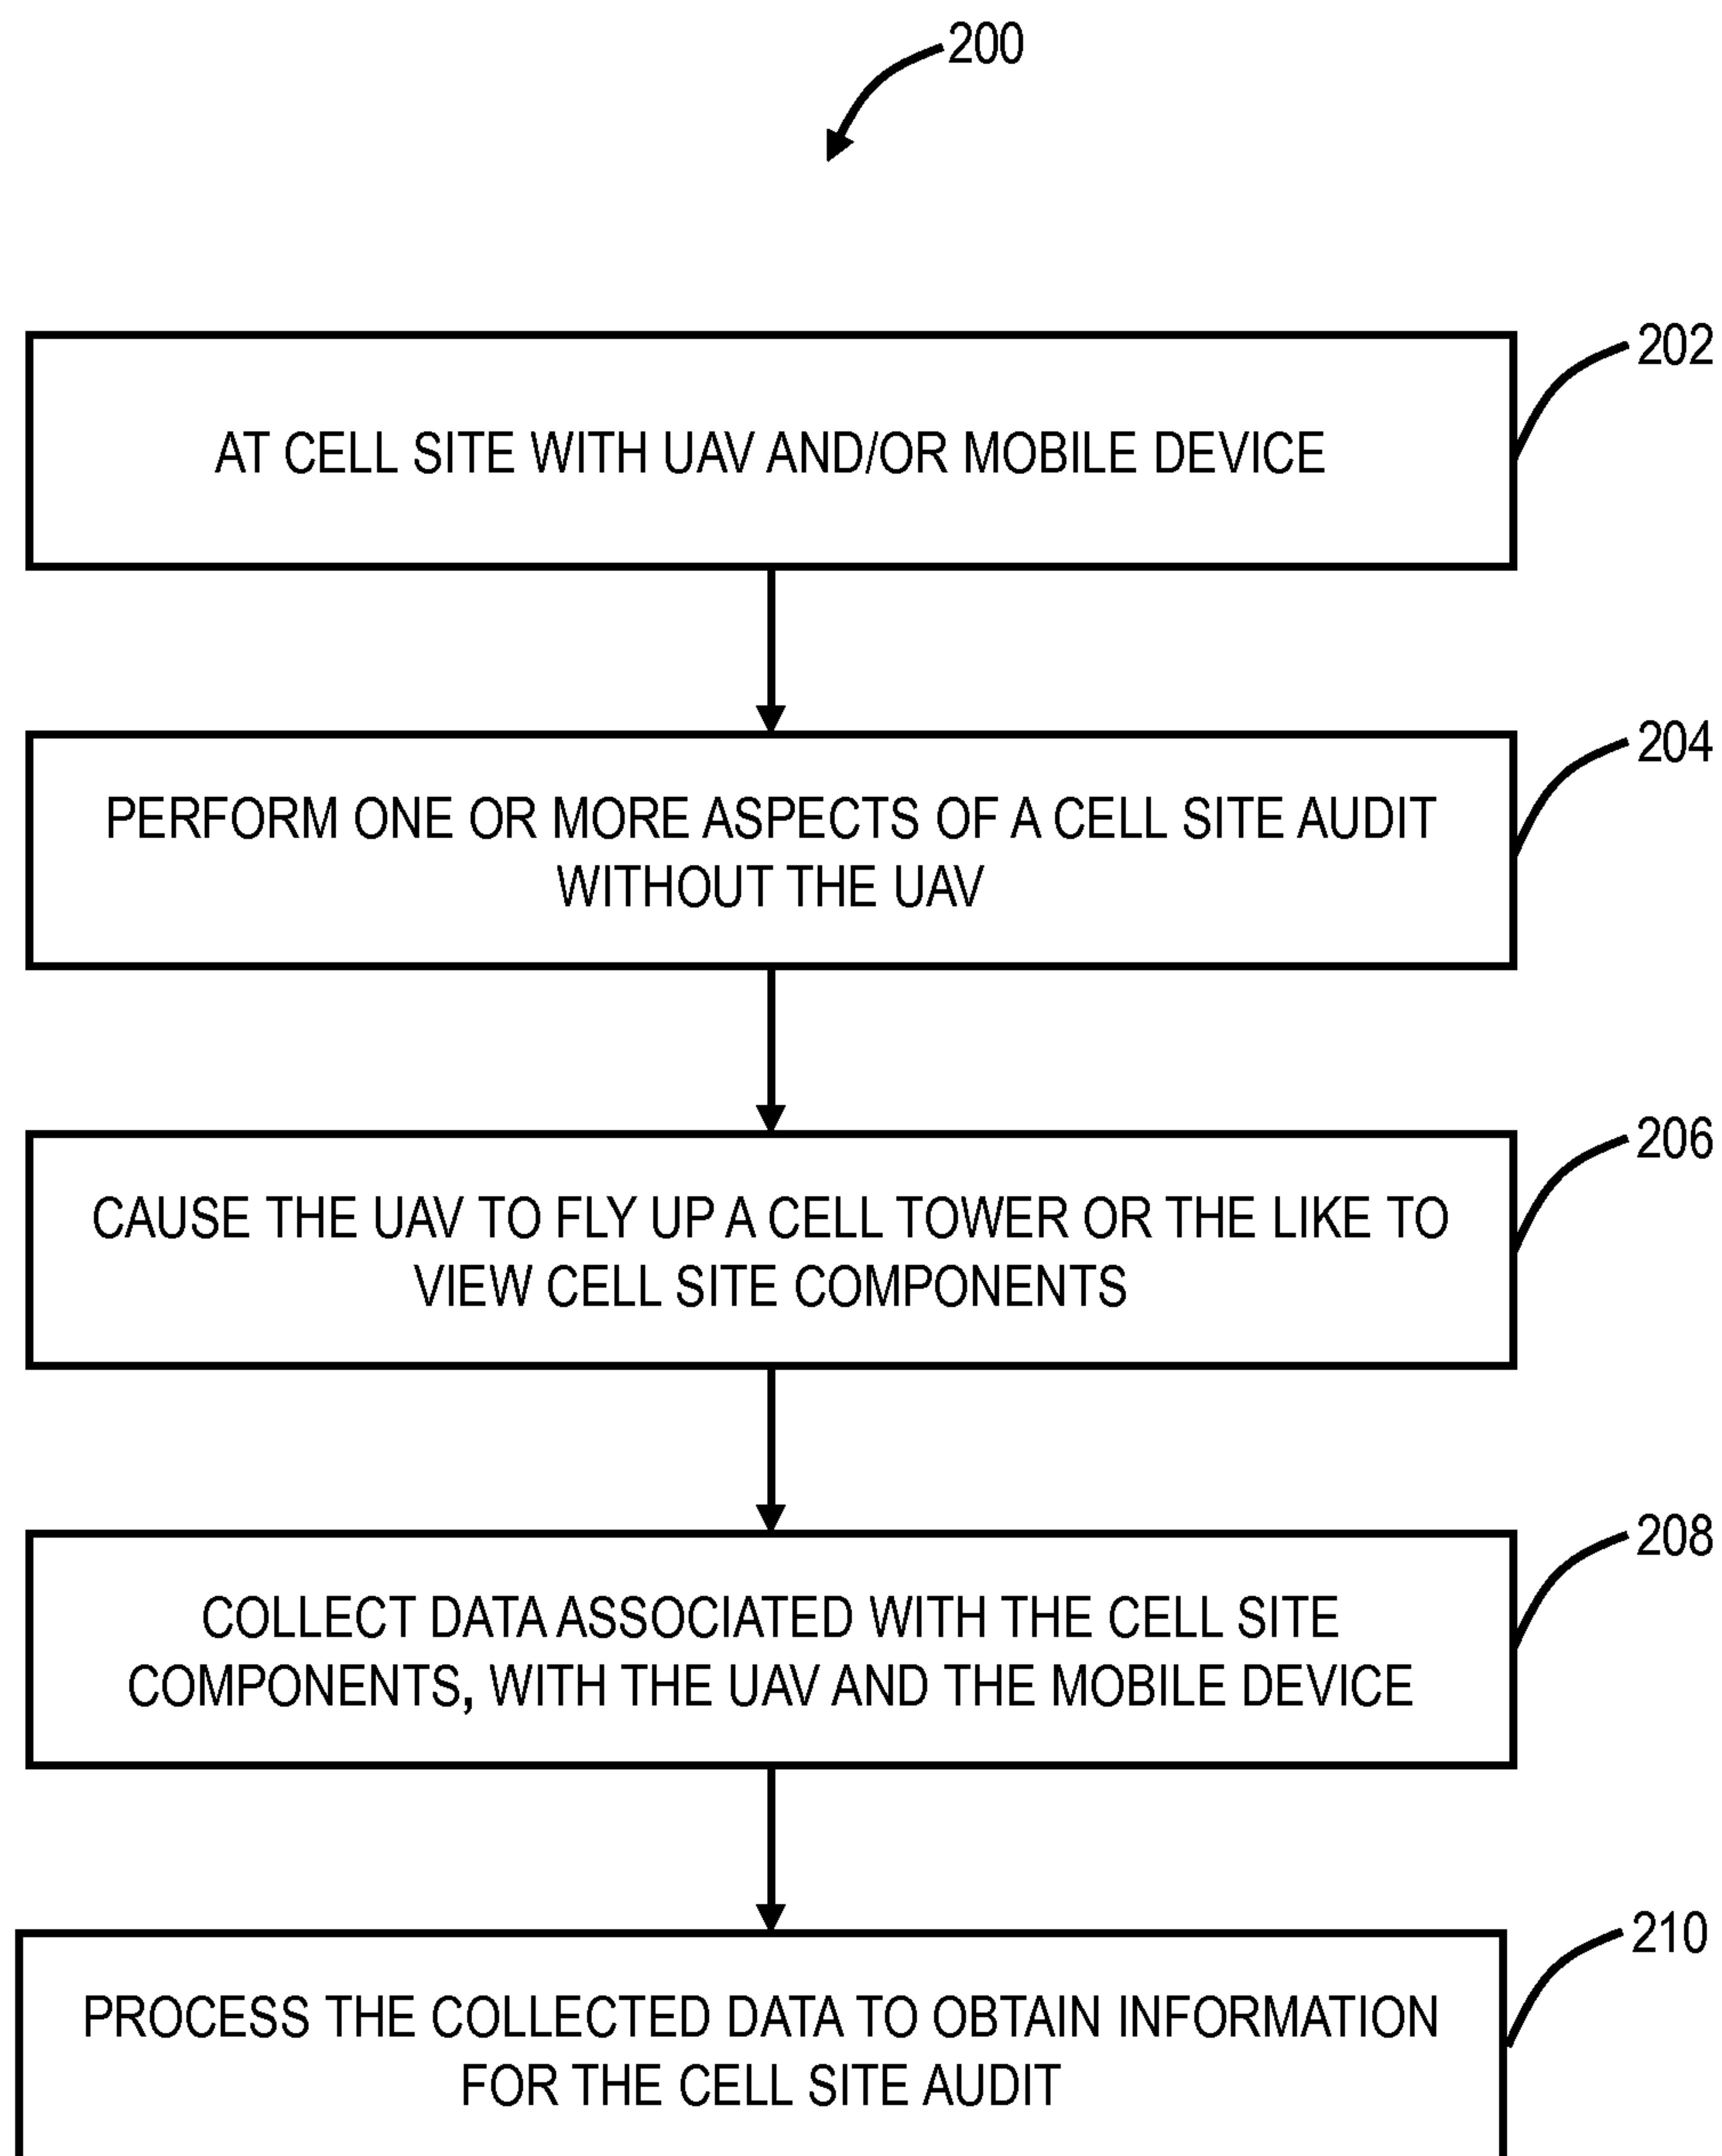 200
202
AT CELL SITE WITH UAV AND/OR MOBILE DEVICE
204
PERFORM ONE OR MORE ASPECTS OF A CELL SITE AUDIT
WITHOUT THE UAV
206
CAUSE THE UAV TO FLY UP A CELL TOWER OR THE LIKE TO
VIEW CELL SITE COMPONENTS
208
COLLECT DATA ASSOCIATED WITH THE CELL SITE
COMPONENTS, WITH THE UAV AND THE MOBILE DEVICE
210
PROCESS THE COLLECTED DATA TO OBTAIN INFORMATION
FOR THE CELL SITE AUDIT